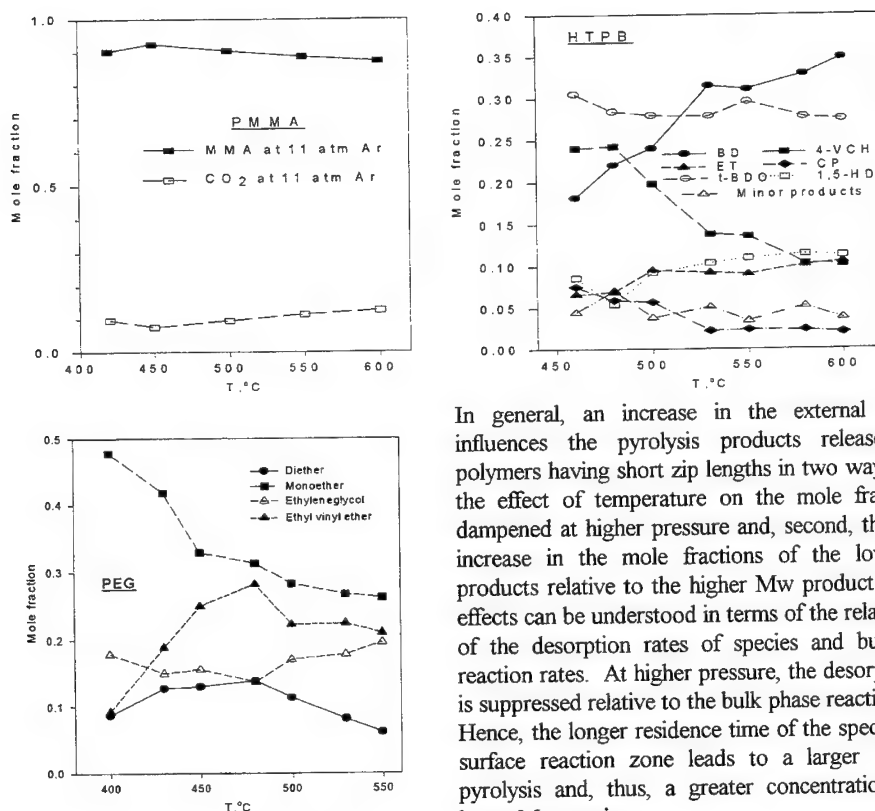 1.0
0.5
0.0
Mole fraction
PMMA
MMA at 11 atm Ar
CO2 at 11 atm Ar
400 450 500 550 600
T.°C
0.40
0.35
0.30
0.25
0.20
0.15
0.10
0.05
0.00
Mole fraction
HTPB
BD 4-VCH
ET CP
t-BDO 1,5-HD
Minor products
450 500 550 600
T.°C
0.5
0.4
0.3
0.2
0.1
0.0
Mole fraction
Diether
Monoether
Ethyleneglycol
Ethyl vinyl ether
PEG
400 450 500 550
T.°C
In general, an increase in the external
influences the pyrolysis products release
polymers having short zip lengths in two way
the effect of temperature on the mole fra
dampened at higher pressure and, second, th
increase in the mole fractions of the lov
products relative to the higher Mw product
effects can be understood in terms of the rela
of the desorption rates of species and bu
reaction rates. At higher pressure, the desor
is suppressed relative to the bulk phase reacti
Hence, the longer residence time of the spec
surface reaction zone leads to a larger
pyrolysis and, thus, a greater concentratio